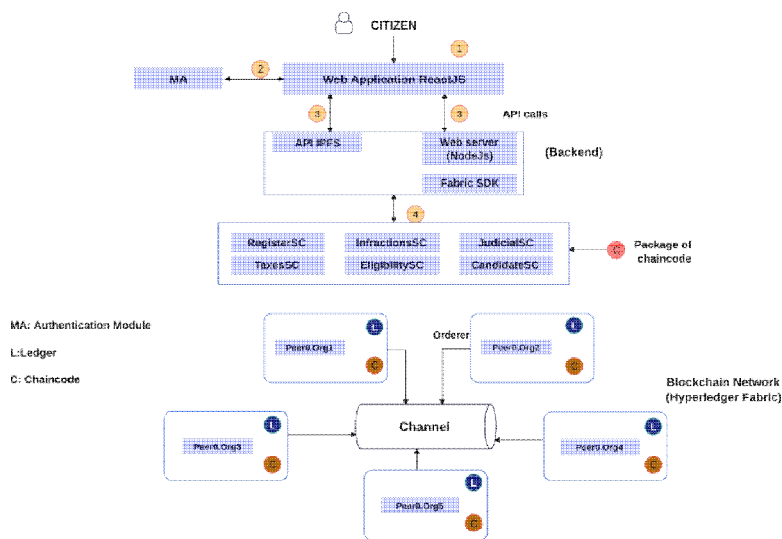 CITIZEN
1
MA
2
Web Application ReactJS
3
3
API calls
API IPFS
Web server
(NodeJs)
(Backend)
Fabric SDK
4
RegisterSC
InfractionsSC
JudicialSC
TaxesSC
EligibilitySC
CandidateSC
C
Package of
chaincode
MA: Authentication Module
L:Ledger
C: Chaincode
L
Peer0.Org1
C
Orderer
L
Peer0.Org2
C
Blockchain Network
(Hyperledger Fabric)
Channel
L
Peer0.Org3
C
L
Peer0.Org4
C
L
Peer0.Org5
C